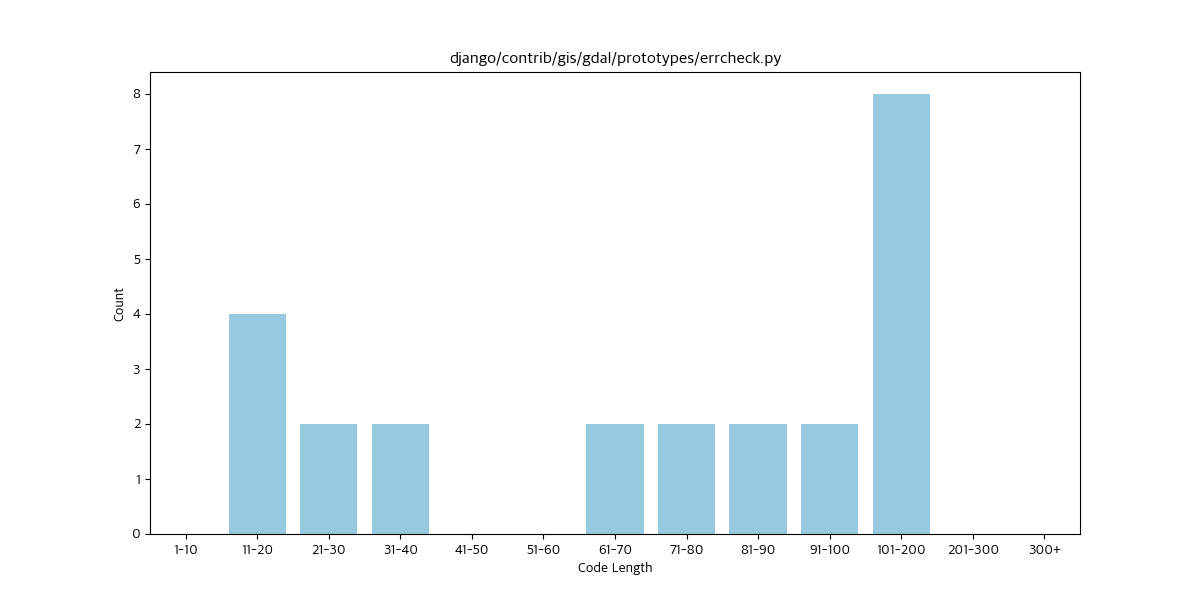 django/contrib/gis/gdal/prototypes/errcheck.py
8
7
6
5
4
3
2
1
0
Count
1-10 11-20 21-30 31-40 41-50 51-60 61-70 71-80 81-90 91-100 101-200 201-300 300+
Code Length